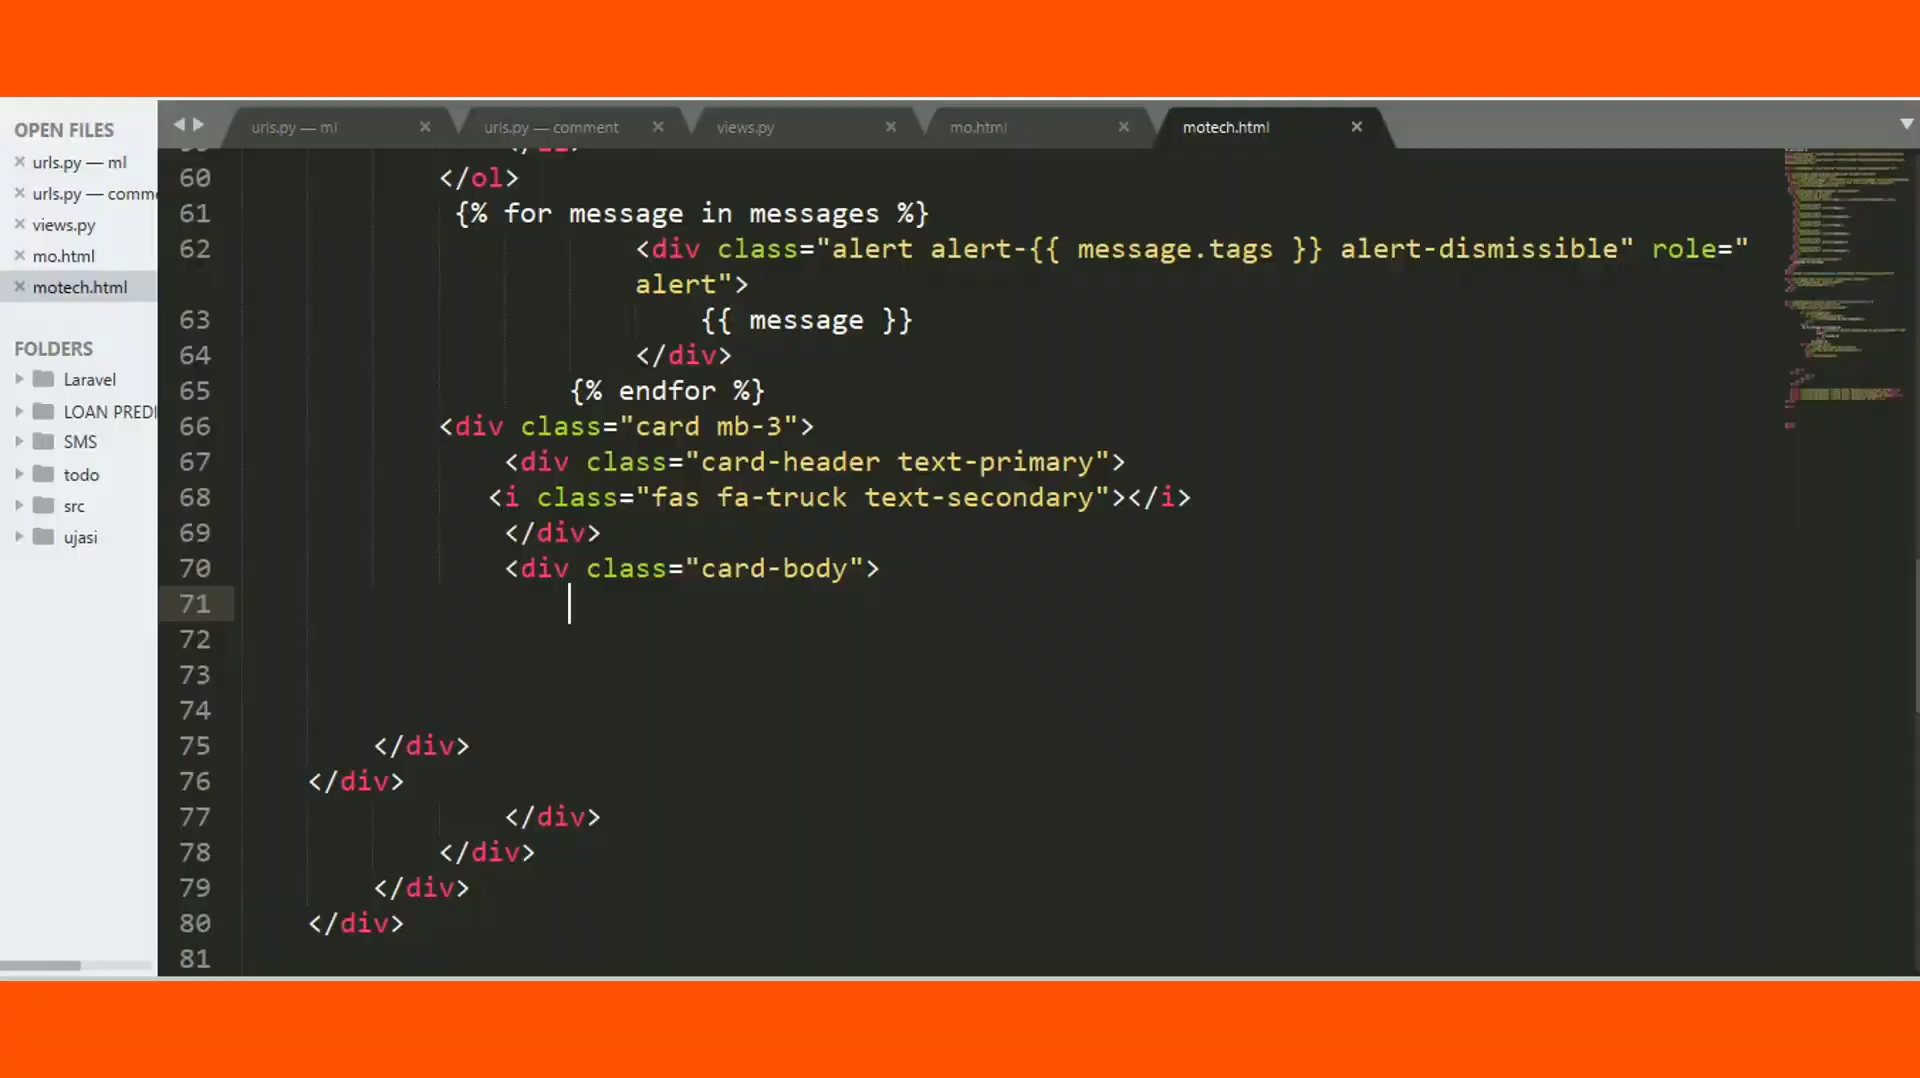 OPEN FILES
urls.py — ml
urls.py — comme
views.py
mo.html
motech.html
FOLDERS
Laravel
LOAN PREDI
SMS
todo
src
ujasi
urls.py — ml
urls.py — comment
views.py
mo.html
motech.html
60 </ol>
61 {% for message in messages %}
62 <div class="alert alert-{{ message.tags }} alert-dismissible" role="
alert">
63 {{ message }}
64 </div>
65 {% endfor %}
66 <div class="card mb-3">
67 <div class="card-header text-primary">
68 <i class="fas fa-truck text-secondary"></i>
69 </div>
70 <div class="card-body">
71
72
73
74
75 </div>
76 </div>
77 </div>
78 </div>
79 </div>
80 </div>
81